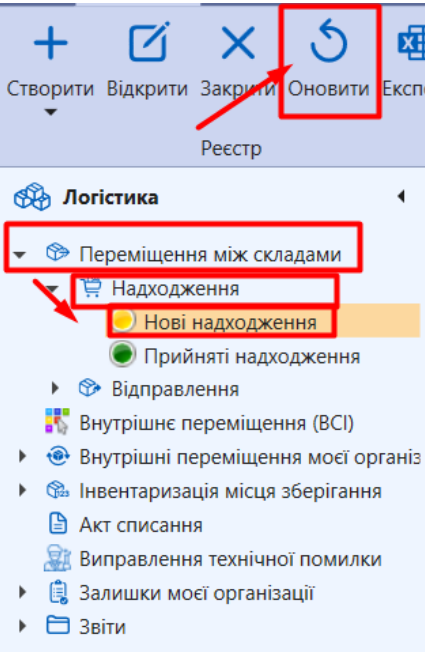 Створити Відкрити Закрити Оновити Експ
Реєстр
Логістика
Переміщення між складами
Надходження
Нові надходження
Прийняті надходження
Відправлення
Внутрішнє переміщення (ВСІ)
Внутрішні переміщення моєї організ
Інвентаризація місця зберігання
Акт списання
Виправлення технічної помилки
Залишки моєї організації
Звіти